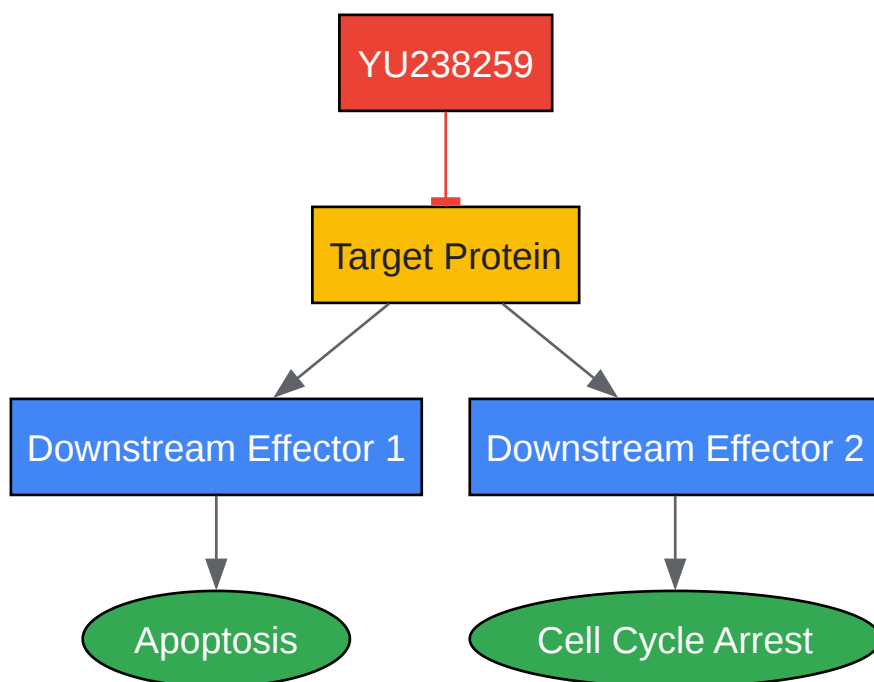 YU238259
Target Protein
Downstream Effector 1
Downstream Effector 2
Apoptosis
Cell Cycle Arrest